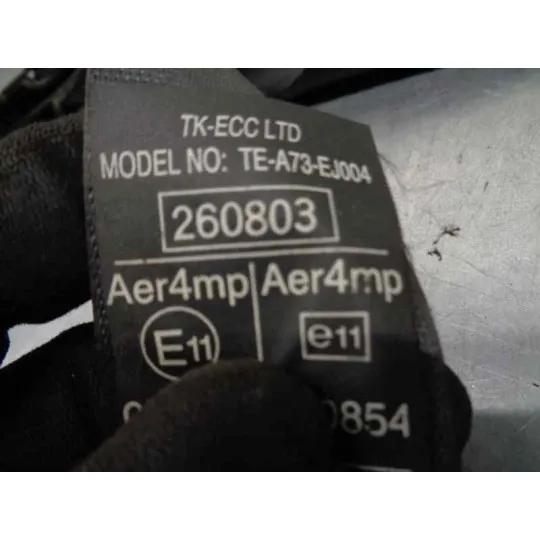 TK-ECC LTD
MODEL NO: TE-A73-EJ004
260803
Aer4mp Aer4mp
E11 e11
0854